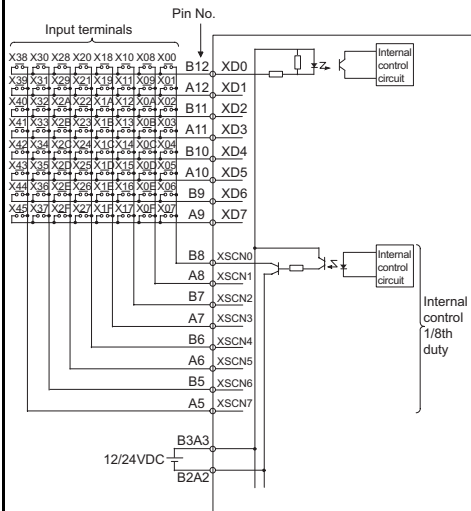 Pin No.
Input terminals
X38 X30 X28 X20 X18 X10 X08 X00
B12 XD0
Internal
control
circuit
X39 X31 X29 X21 X19 X11 X09 X01
A12 XD1
X40 X32 X2A X22 X1A X12 X0A X02
B11 XD2
X41 X33 X2B X23 X1B X13 X0B X03
A11 XD3
X42 X34 X2C X24 X1C X14 X0C X04
B10 XD4
X43 X35 X2D X25 X1D X15 X0D X05
A10 XD5
X44 X36 X2E X26 X1E X16 X0E X06
B9 XD6
X45 X37 X2F X27 X1F X17 X0F X07
A9 XD7
B8 XSCN0
Internal
control
circuit
A8 XSCN1
B7 XSCN2
A7 XSCN3
B6 XSCN4
A6 XSCN5
B5 XSCN6
A5 XSCN7
Internal
control
1/8th
duty
B3A3
12/24VDC
B2A2